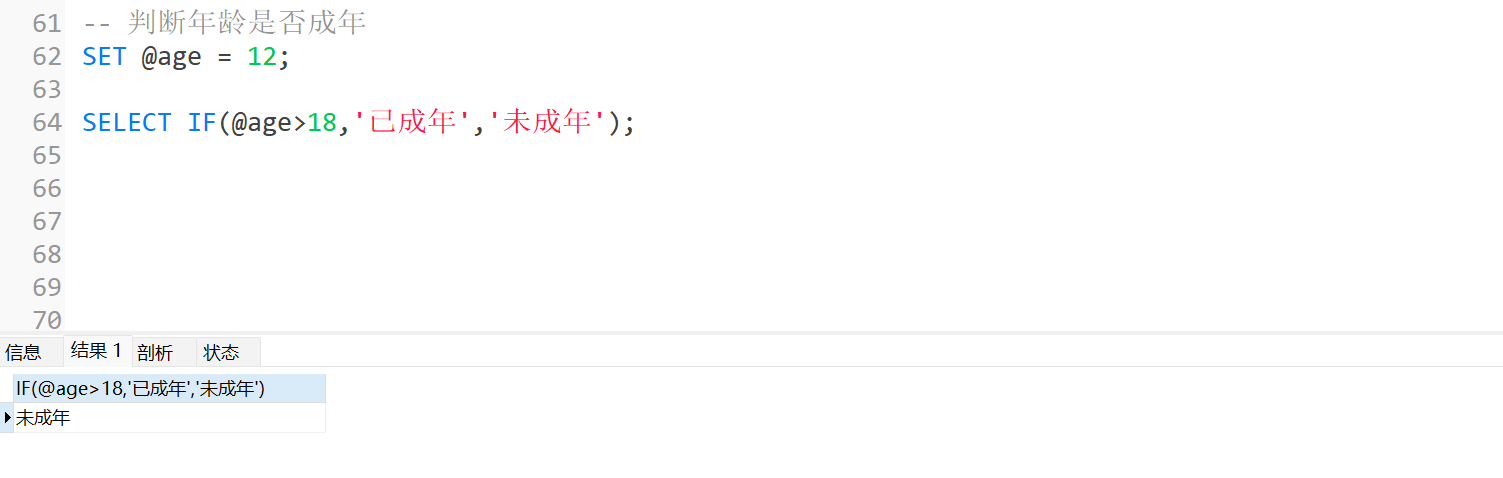 61 -- 判断年龄是否成年
62 SET @age = 12;
63
64 SELECT IF(@age>18,'已成年','未成年');
65
66
67
68
69
70
信息 结果 1 剖析 状态
IF(@age>18,'已成年','未成年')
未成年